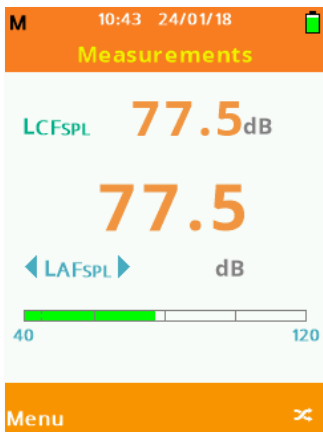 M 10:43 24/01/18
Measurements
LCFSPL 77.5dB
77.5
LAFSPL dB
40 120
Menu